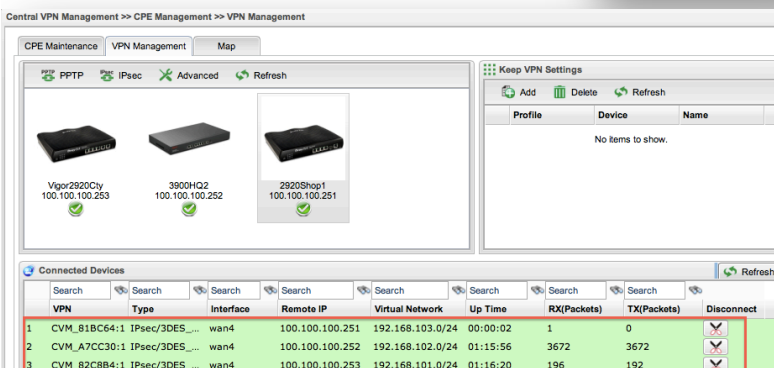 Central VPN Management >> CPE Management >> VPN Management
CPE Maintenance VPN Management Map
PPTP PPTP IPsec IPsec Advanced Refresh
Keep VPN Settings
Add Delete Refresh
Profile Device Name
No items to show.
Vigor2920Cty 3900HQ2 2920Shop1
100.100.100.253 100.100.100.252 100.100.100.251
Connected Devices Refresh
Search Search Search Search Search Search Search Search
VPN Type Interface Remote IP Virtual Network Up Time RX(Packets) TX(Packets) Disconnect
1 CVM_81BC64:1 IPsec/3DES_... wan4 100.100.100.251 192.168.103.0/24 00:00:02 1 0
2 CVM_A7CC30:1 IPsec/3DES_... wan4 100.100.100.252 192.168.102.0/24 01:15:56 3672 3672
3 CVM_82C8B4:1 IPsec/3DES_... wan4 100.100.100.253 192.168.101.0/24 01:16:20 196 192